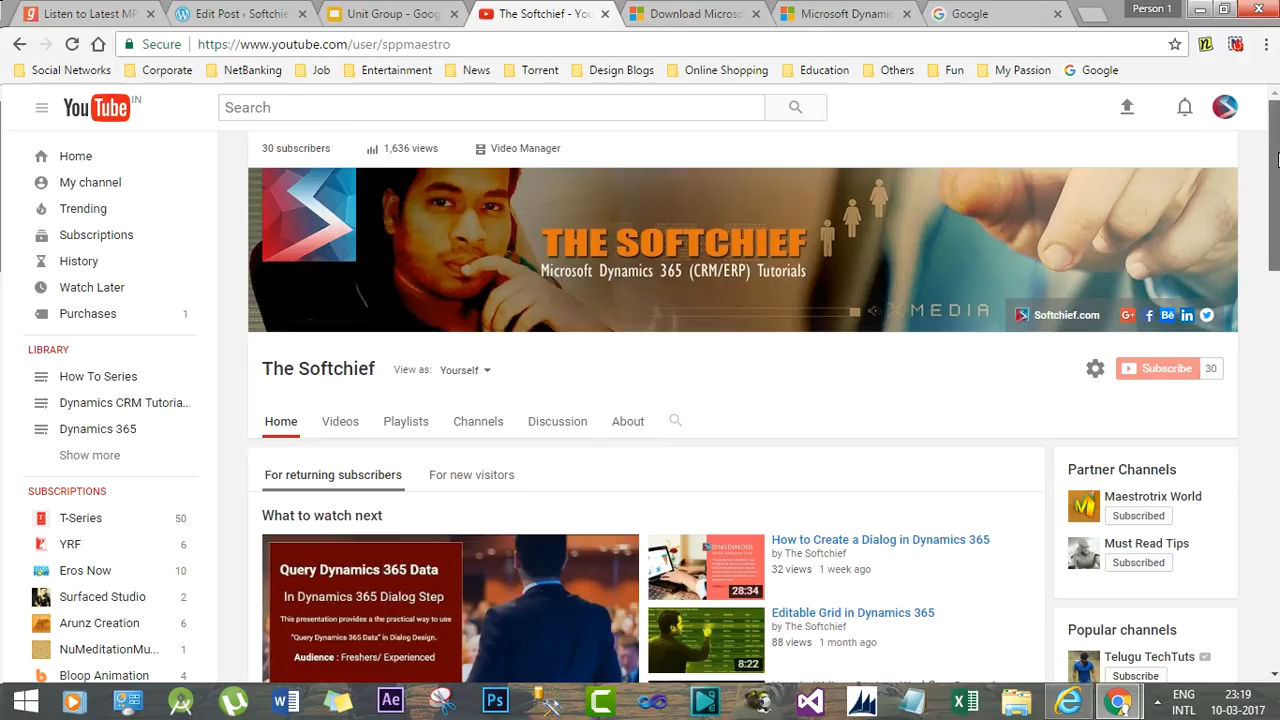 Latest MP
Windows Ex
Din - Goog
The Softchief - You
Download Micros
Microsoft Dynami
Google
Person 1
Secure
https://www.youtube.com/user/sppmaestro
Social Networks
Corporate
NetBanking
Job
Entertainment
News
Torrent
Design Blogs
Online Shopping
Education
Others
Fun
My Passion
Google
YouTube IN
Search
Home
My channel
Trending
Subscriptions
History
Watch Later
Purchases 1
LIBRARY
How To Series
Dynamics CRM Tutoria...
Dynamics 365
Show more
SUBSCRIPTIONS
T-Series 50
YRF 6
Eros Now
Surfaced Studio 2
Arunz Creation 6
NuMeditationMu... 1
Bloop Animation 4
30 subscribers
1,636 views
Video Manager
THE SOFTCHIEF
Microsoft Dynamics 365 (CRM/ERP) Tutorials
XMEDIA
Softchief.com
The Softchief
View as: Yourself
Subscribe 30
Home
Videos
Playlists
Channels
Discussion
About
For returning subscribers
For new visitors
What to watch next
Query Dynamics 365 Data
In Dynamics 365 Dialog Step
This presentation provides a the practical way to use
"Query Dynamics 365 Data" in Dialog Design.
Audience : Freshers/ Experienced
28:34
How to Create a Dialog in Dynamics 365
by The Softchief
32 views 1 week ago
8:22
Editable Grid in Dynamics 365
by The Softchief
88 views 1 month ago
Partner Channels
Maestrotrix World
Subscribed
Must Read Tips
Subscribed
Popular channels
Telugu TechTuts
Subscribe
ENG
INTL
23:19
10-03-2017